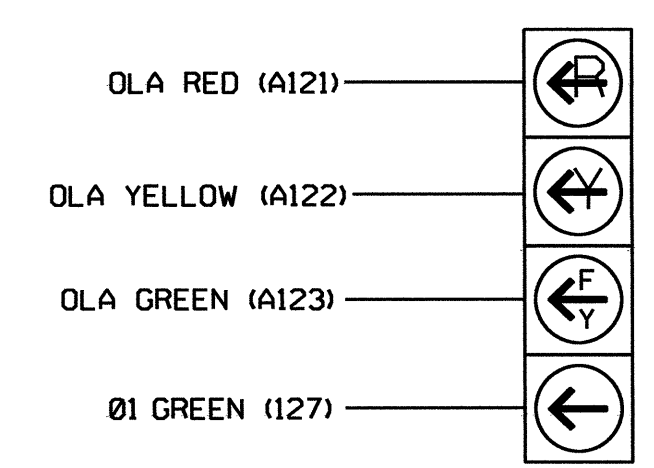 OLA RED (A121)
R
OLA YELLOW (A122)
Y
OLA GREEN (A123)
F
Y
Ø1 GREEN (127)